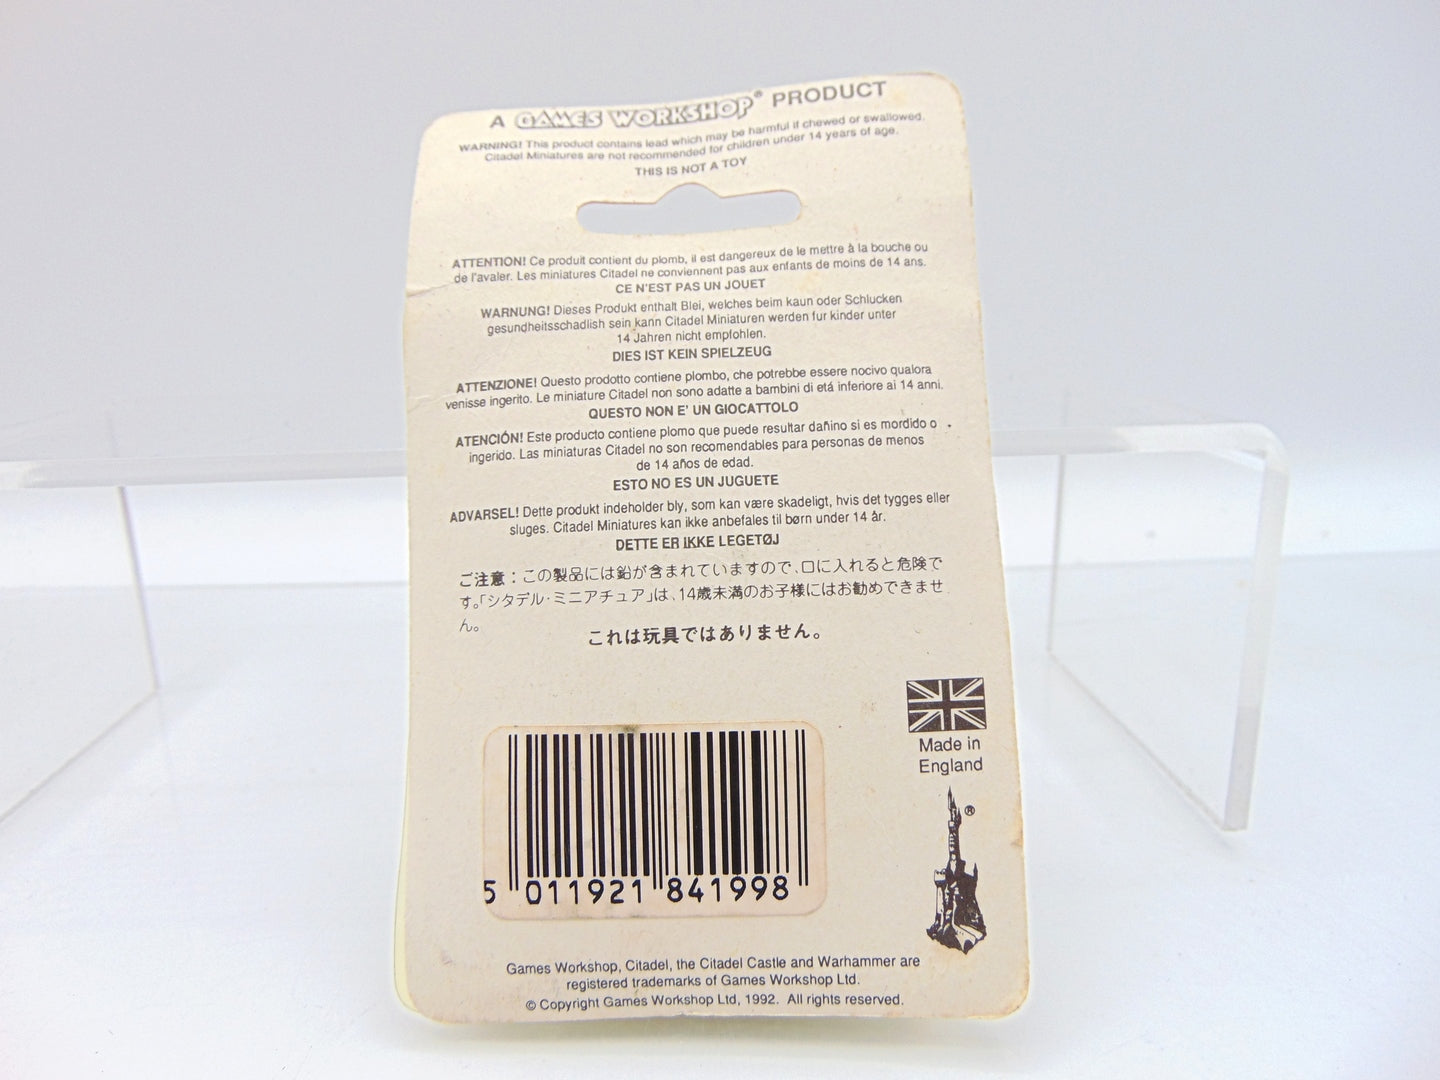 A GAMES WORKSHOP® PRODUCT
WARNING! This product contains lead which may be harmful if chewed or swallowed.
Citadel Miniatures are not recommended for children under 14 years of age.
THIS IS NOT A TOY
ATTENTION! Ce produit contient du plomb, il est dangereux de le mettre à la bouche ou
de l'avaler. Les miniatures Citadel ne conviennent pas aux enfants de moins de 14 ans.
CE N'EST PAS UN JOUET
WARNUNG! Dieses Produkt enthalt Blei, welches beim kaun oder Schlucken
gesundheitsschadlish sein kann Citadel Miniaturen werden fur kinder unter
14 Jahren nicht empfohlen.
DIES IST KEIN SPIELZEUG
ATTENZIONE! Questo prodotto contiene plombo, che potrebbe essere nocivo qualora
venisse ingerito. Le miniature Citadel non sono adatte a bambini di etá inferiore ai 14 anni.
QUESTO NON E' UN GIOCATTOLO
ATENCIÓN! Este producto contiene plomo que puede resultar dañino si es mordido o
ingerido. Las miniaturas Citadel no son recomendables para personas de menos
de 14 años de edad.
ESTO NO ES UN JUGUETE
ADVARSEL! Dette produkt indeholder bly, som kan være skadeligt, hvis det tygges eller
sluges. Citadel Miniatures kan ikke anbefales til børn under 14 år.
DETTE ER IKKE LEGETØJ
ご注意：この製品には鉛が含まれていますので、口に入れると危険で
す。「シタデル・ミニアチュア」は、14歳未満のお子様にはお勧めできませ
ん。
これは玩具ではありません。
Made in
England
®
5 011921 841998
Games Workshop, Citadel, the Citadel Castle and Warhammer are
registered trademarks of Games Workshop Ltd.
© Copyright Games Workshop Ltd, 1992. All rights reserved.